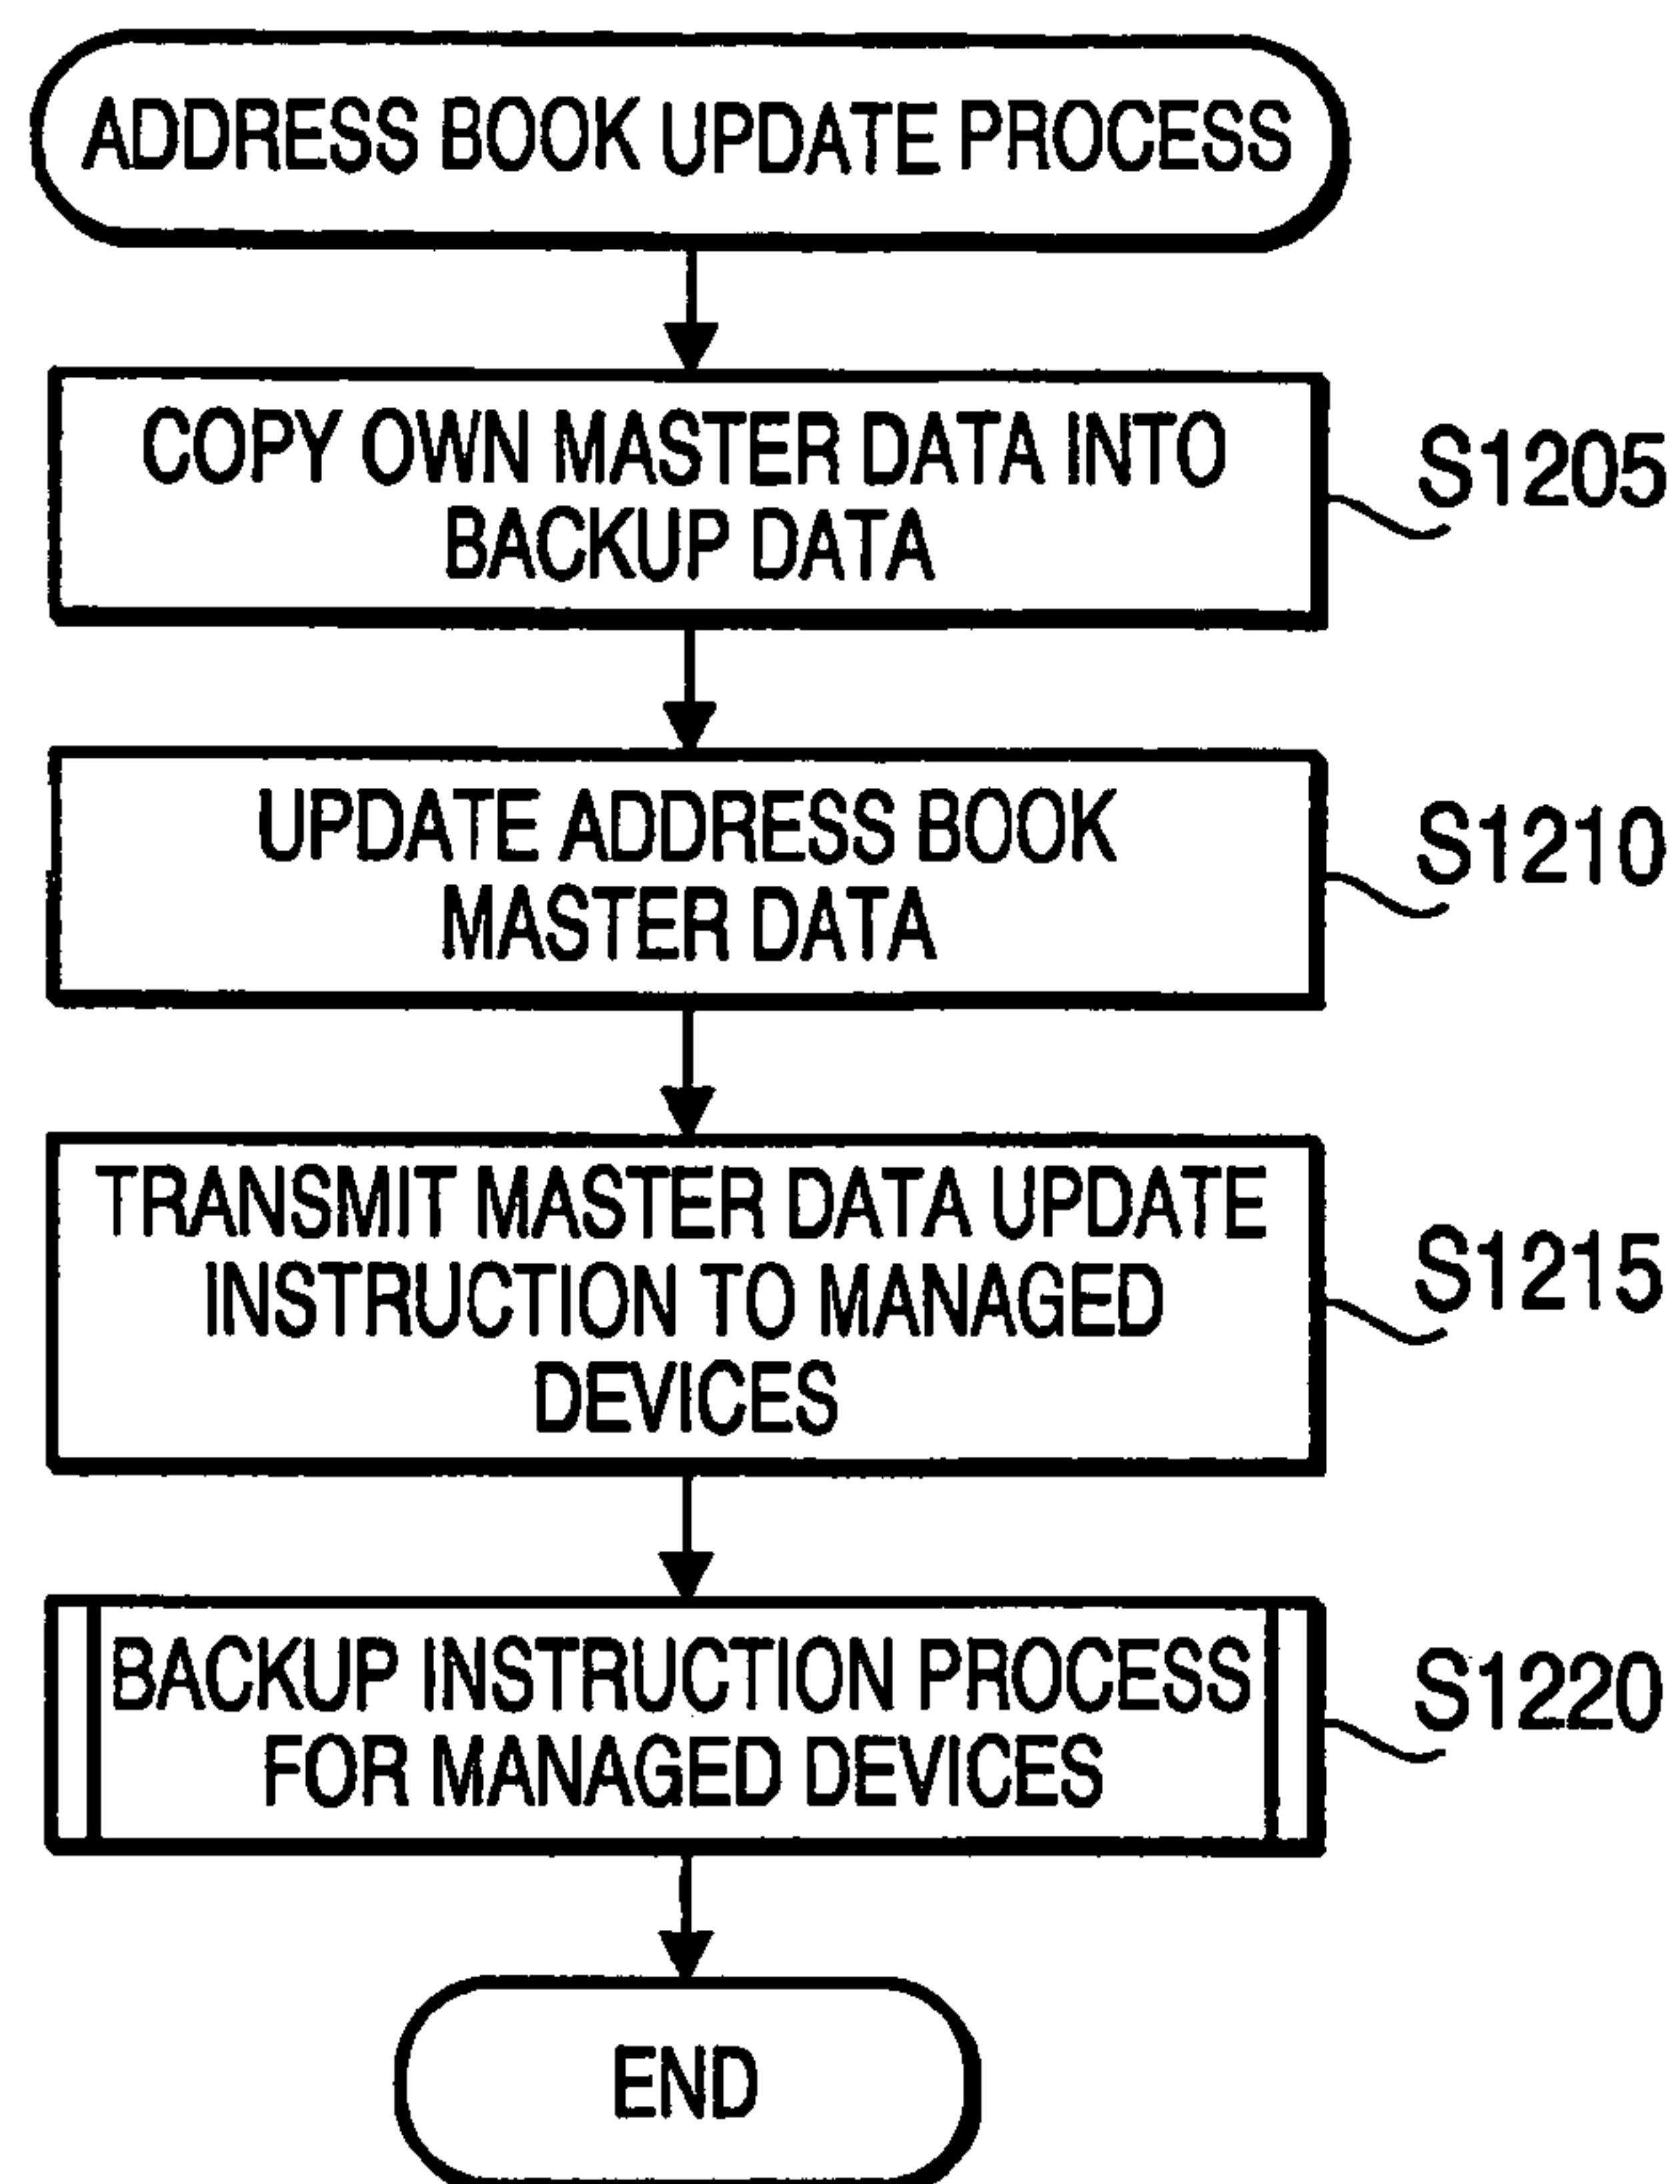 ADDRESS BOOK UPDATE PROCESS
COPY OWN MASTER DATA INTO
BACKUP DATA
S1205
UPDATE ADDRESS BOOK
MASTER DATA
S1210
TRANSMIT MASTER DATA UPDATE
INSTRUCTION TO MANAGED
DEVICES
S1215
BACKUP INSTRUCTION PROCESS
FOR MANAGED DEVICES
S1220
END